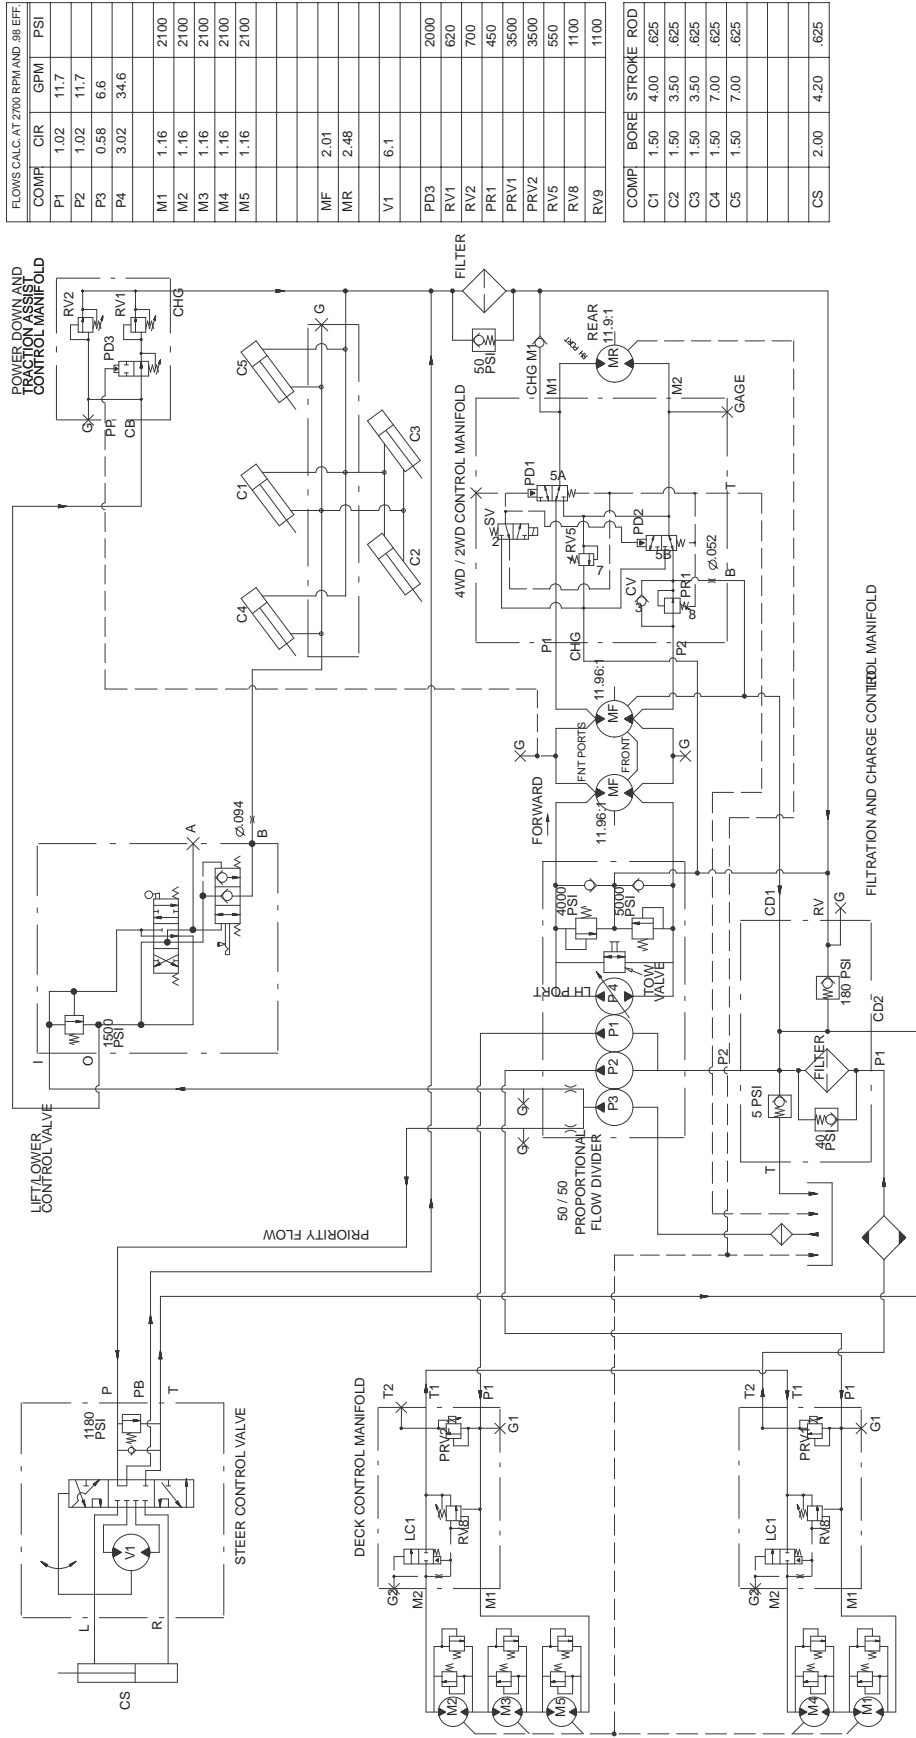 FLOWS CALC. AT 2700 RPM AND .98 EFF.
COMP. CIR GPM PSI
P1 1.02 11.7
P2 1.02 11.7
P3 0.58 6.6
P4 3.02 34.6
M1 1.16 2100
M2 1.16 2100
M3 1.16 2100
M4 1.16 2100
M5 1.16 2100
MF 2.01
MR 2.48
V1 6.1
PD3 2000
RV1 620
RV2 700
PR1 450
PRV1 3500
PRV2 3500
RV5 550
RV8 1100
RV9 1100
COMP. BORE STROKE ROD
C1 1.50 4.00 .625
C2 1.50 3.50 .625
C3 1.50 3.50 .625
C4 1.50 7.00 .625
C5 1.50 7.00 .625
CS 2.00 4.20 .625
POWER DOWN AND
TRACTION ASSIST
CONTROL MANIFOLD
RV2
RV1
PD3
CHG
G
PP
CB
G
C5
C1
C4
C3
C2
FILTER
50
PSI
CHG M1
RH PORT
M1
REAR
11.9:1
MR
M2
GAGE
4WD / 2WD CONTROL MANIFOLD
PD1
5A
SV
2
RV5
7
PD2
5B
CV
3
PR1
8
Ø.052
T
B
P1
CHG
P2
LIFT/LOWER
CONTROL VALVE
I
O
1500
PSI
A
B
Ø.094
G
G
11.96:1
MF
FNT PORTS
FRONT
MF
11.96:1
FORWARD
4000
PSI
5000
PSI
TOW
VALVE
LH PORT
P 4
P1
P2
P3
G
G
50 / 50
PROPORTIONAL
FLOW DIVIDER
PRIORITY FLOW
FILTRATION AND CHARGE CONTROL MANIFOLD
CD1
RV
G
180 PSI
CD2
P2
FILTER
P1
5 PSI
40
PSI
T
STEER CONTROL VALVE
P
PB
T
1180
PSI
V1
L
R
CS
DECK CONTROL MANIFOLD
T2
T1
P1
PRV2
G1
RV8
LC1
G2
M2
M1
M2
M3
M5
T2
T1
P1
G1
LC1
G2
M2
M1
M4
M1